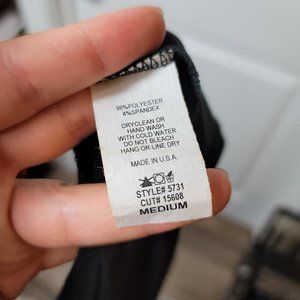 96%POLYESTER
4%SPANDEX
DRYCLEAN OR
HAND WASH
WITH COLD WATER
DO NOT BLEACH
HANG OR LINE DRY
MADE IN U.S.A.
STYLE# 5731
CUT# 15608
MEDIUM